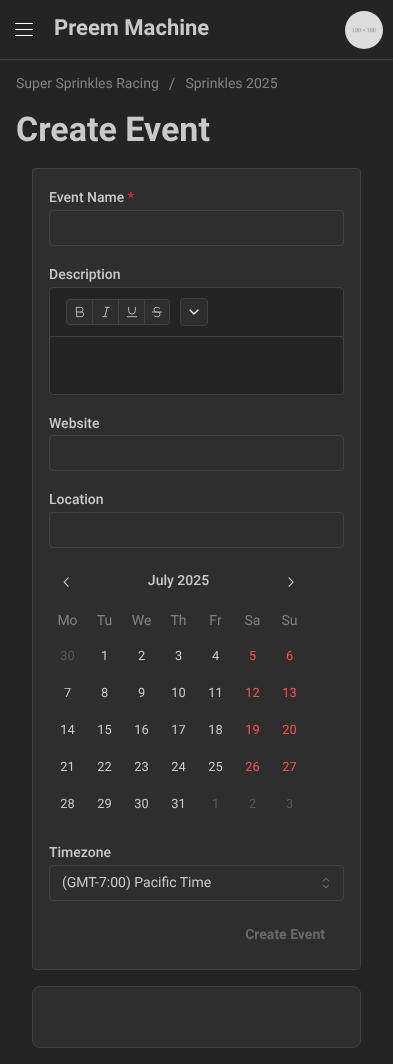 Preem Machine
100 × 100
Super Sprinkles Racing / Sprinkles 2025
Create Event
Event Name *
Description
B I U S
Website
Location
July 2025
Mo Tu We Th Fr Sa Su
30 1 2 3 4 5 6
7 8 9 10 11 12 13
14 15 16 17 18 19 20
21 22 23 24 25 26 27
28 29 30 31 1 2 3
Timezone
(GMT-7:00) Pacific Time
Create Event